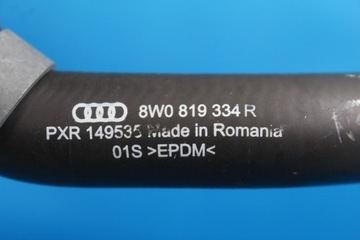 8W0 819 334 R
PXR 149535 Made in Romania
01S >EPDM<